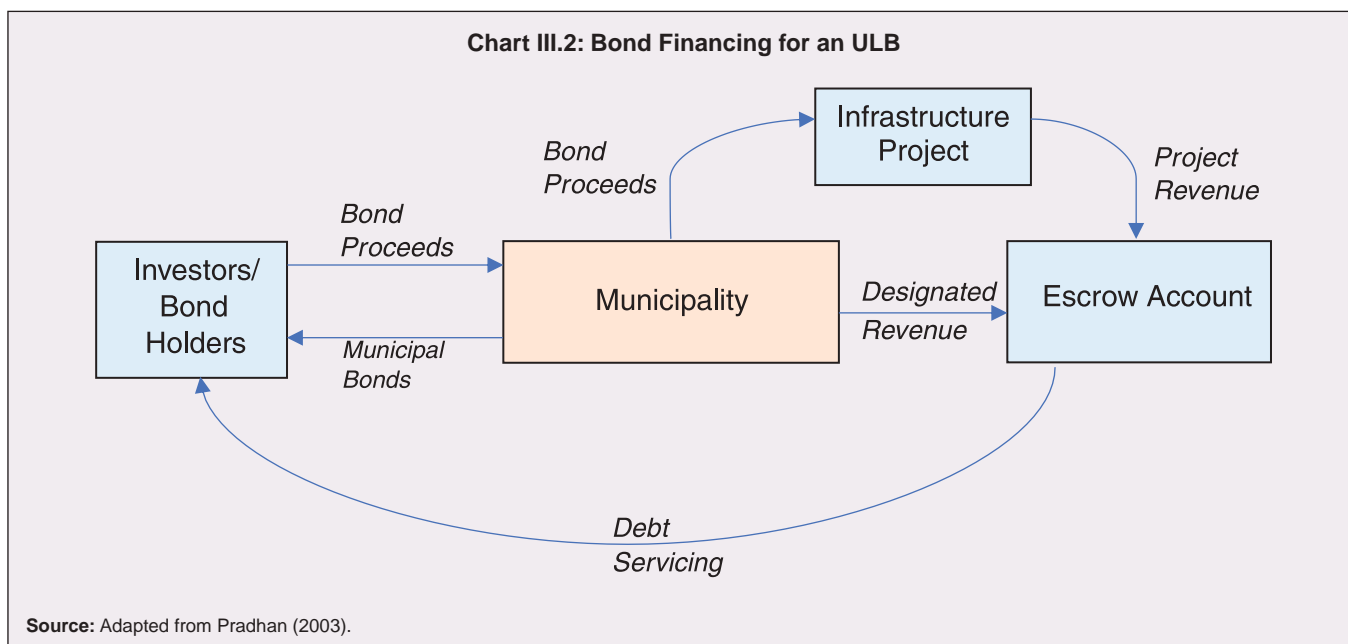 Chart III.2: Bond Financing for an ULB
Infrastructure
Project
Bond
Proceeds
Project
Revenue
Bond
Proceeds
Investors/
Bond
Holders
Municipality
Designated
Revenue
Escrow Account
Municipal
Bonds
Debt
Servicing
Source: Adapted from Pradhan (2003).